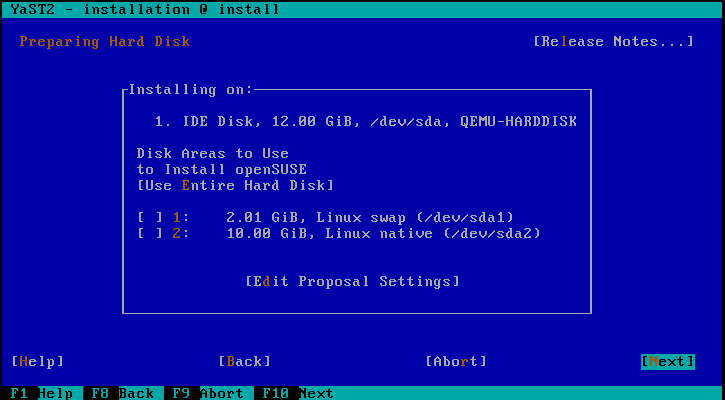 YaST2 - installation @ install
Preparing Hard Disk [Release Notes...]
Installing on:
1. IDE Disk, 12.00 GiB, /dev/sda, QEMU-HARDDISK
Disk Areas to Use
to Install openSUSE
[Use Entire Hard Disk]
[ ] 1: 2.01 GiB, Linux swap (/dev/sda1)
[ ] 2: 10.00 GiB, Linux native (/dev/sda2)
[Edit Proposal Settings]
[Help] [Back] [Abort] [Next]
F1 Help F8 Back F9 Abort F10 Next